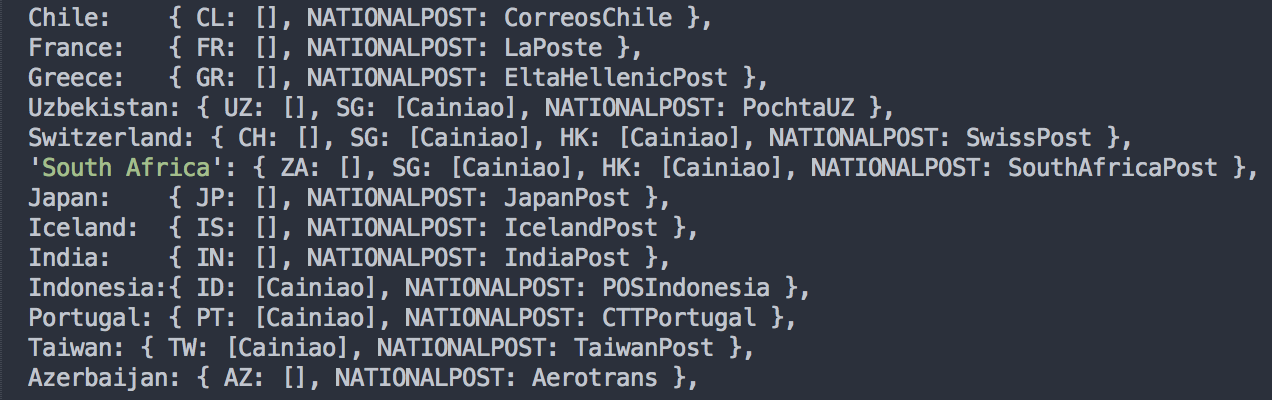 Chile:    { CL: [], NATIONALPOST: CorreosChile },
France:   { FR: [], NATIONALPOST: LaPoste },
Greece:   { GR: [], NATIONALPOST: EltaHellenicPost },
Uzbekistan: { UZ: [], SG: [Cainiao], NATIONALPOST: PochtaUZ },
Switzerland: { CH: [], SG: [Cainiao], HK: [Cainiao], NATIONALPOST: SwissPost },
'South Africa': { ZA: [], SG: [Cainiao], HK: [Cainiao], NATIONALPOST: SouthAfricaPost },
Japan:    { JP: [], NATIONALPOST: JapanPost },
Iceland:  { IS: [], NATIONALPOST: IcelandPost },
India:    { IN: [], NATIONALPOST: IndiaPost },
Indonesia:{ ID: [Cainiao], NATIONALPOST: POSIndonesia },
Portugal: { PT: [Cainiao], NATIONALPOST: CTTPortugal },
Taiwan: { TW: [Cainiao], NATIONALPOST: TaiwanPost },
Azerbaijan: { AZ: [], NATIONALPOST: Aerotrans },